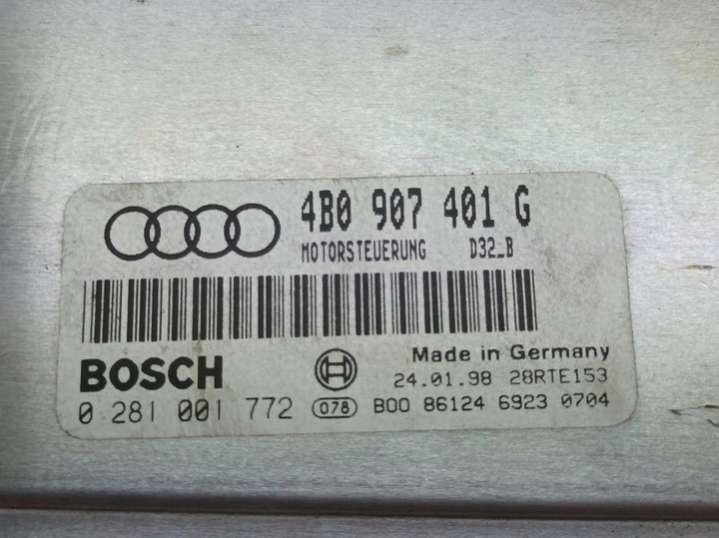 4B0 907 401 G
MOTORSTEUERUNG D32_B
BOSCH
Made in Germany
24.01.98 28RTE153
0 281 001 772 078 B00 86124 6923 0704